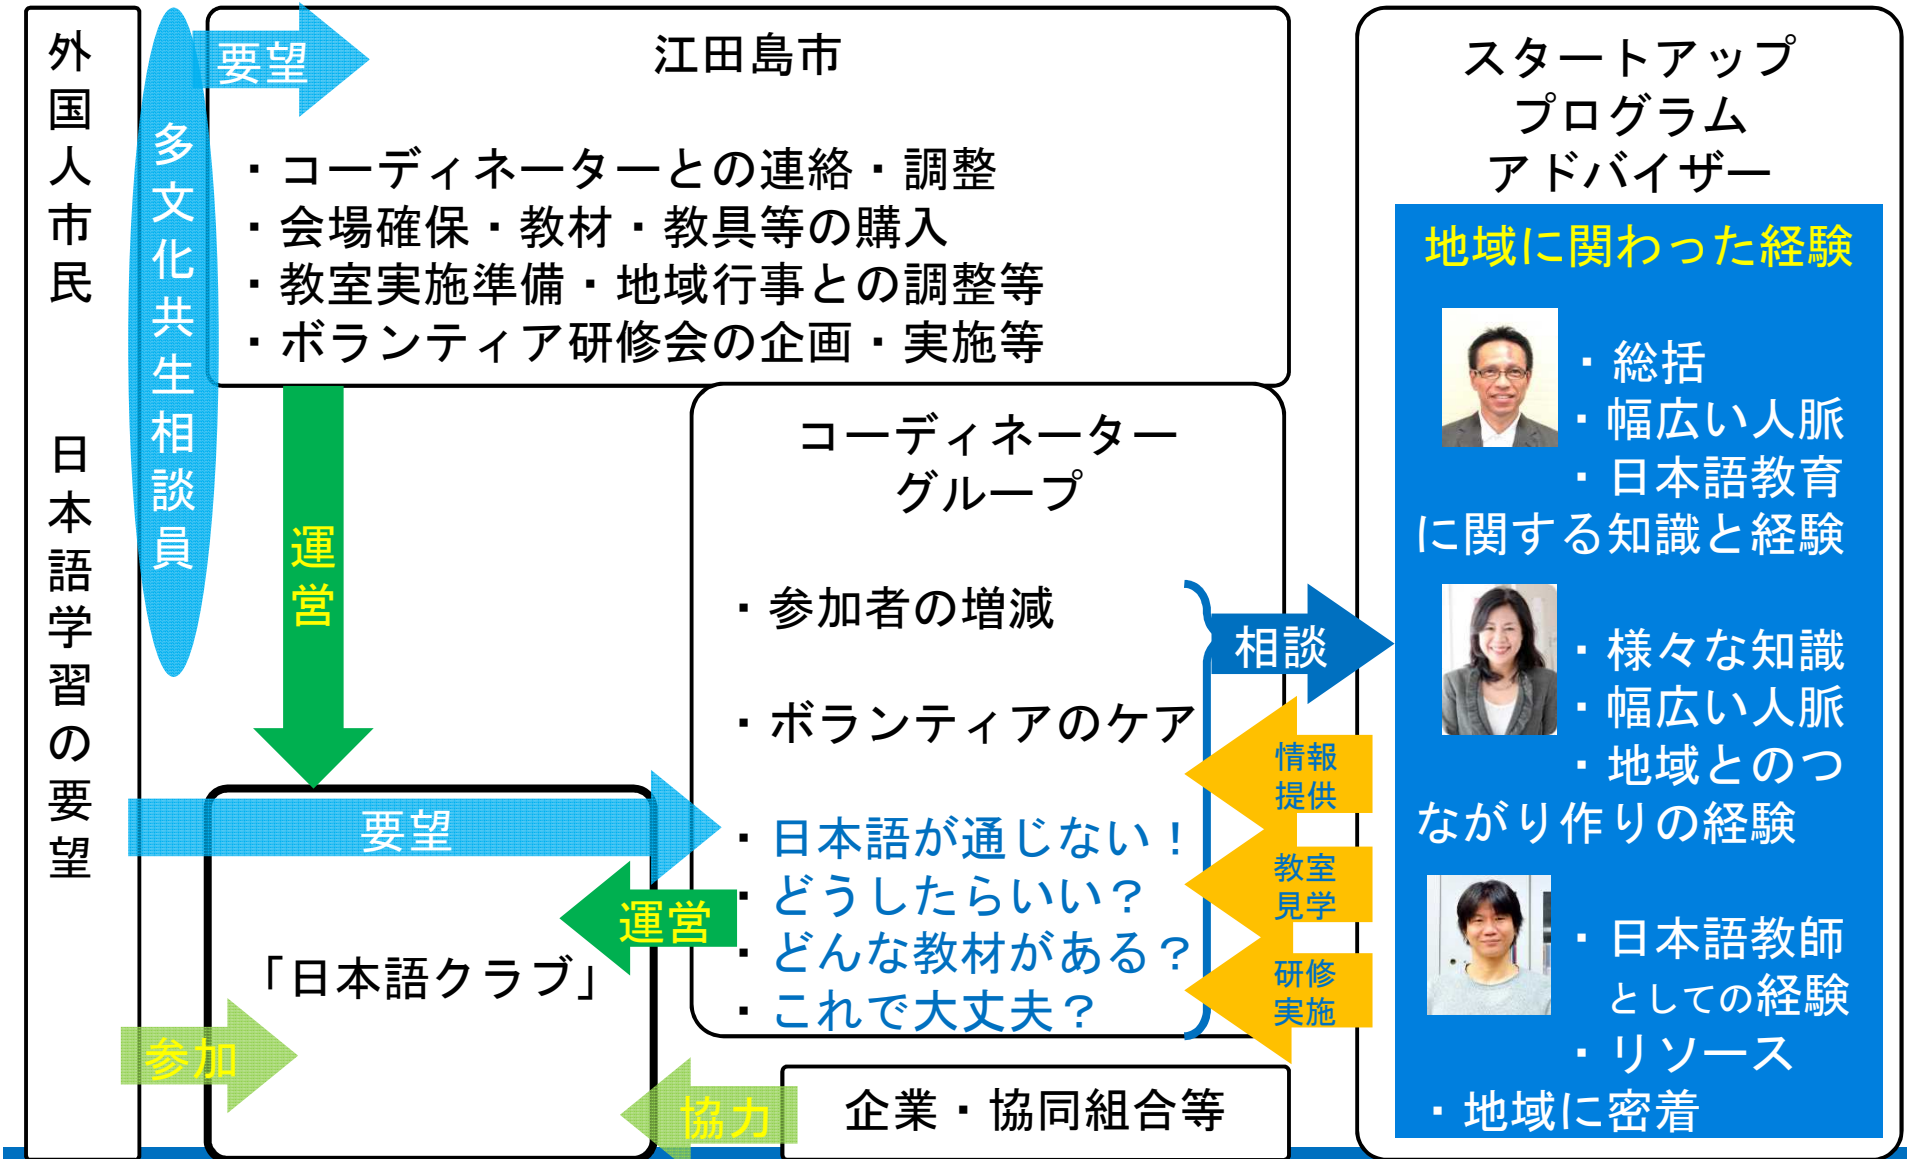 外国人市民　日本語学習の要望
多文化共生相談員
要望
江田島市
・コーディネーターとの連絡・調整
・会場確保・教材・教具等の購入
・教室実施準備・地域行事との調整等
・ボランティア研修会の企画・実施等
運営
コーディネーター
グループ
・参加者の増減
・ボランティアのケア
・日本語が通じない！
・どうしたらいい？
・どんな教材がある？
・これで大丈夫？
要望
運営
「日本語クラブ」
参加
協力
企業・協同組合等
相談
情報
提供
教室
見学
研修
実施
スタートアップ
プログラム
アドバイザー
地域に関わった経験
・総括
・幅広い人脈
・日本語教育
に関する知識と経験
・様々な知識
・幅広い人脈
・地域とのつ
ながり作りの経験
・日本語教師
としての経験
・リソース
・地域に密着